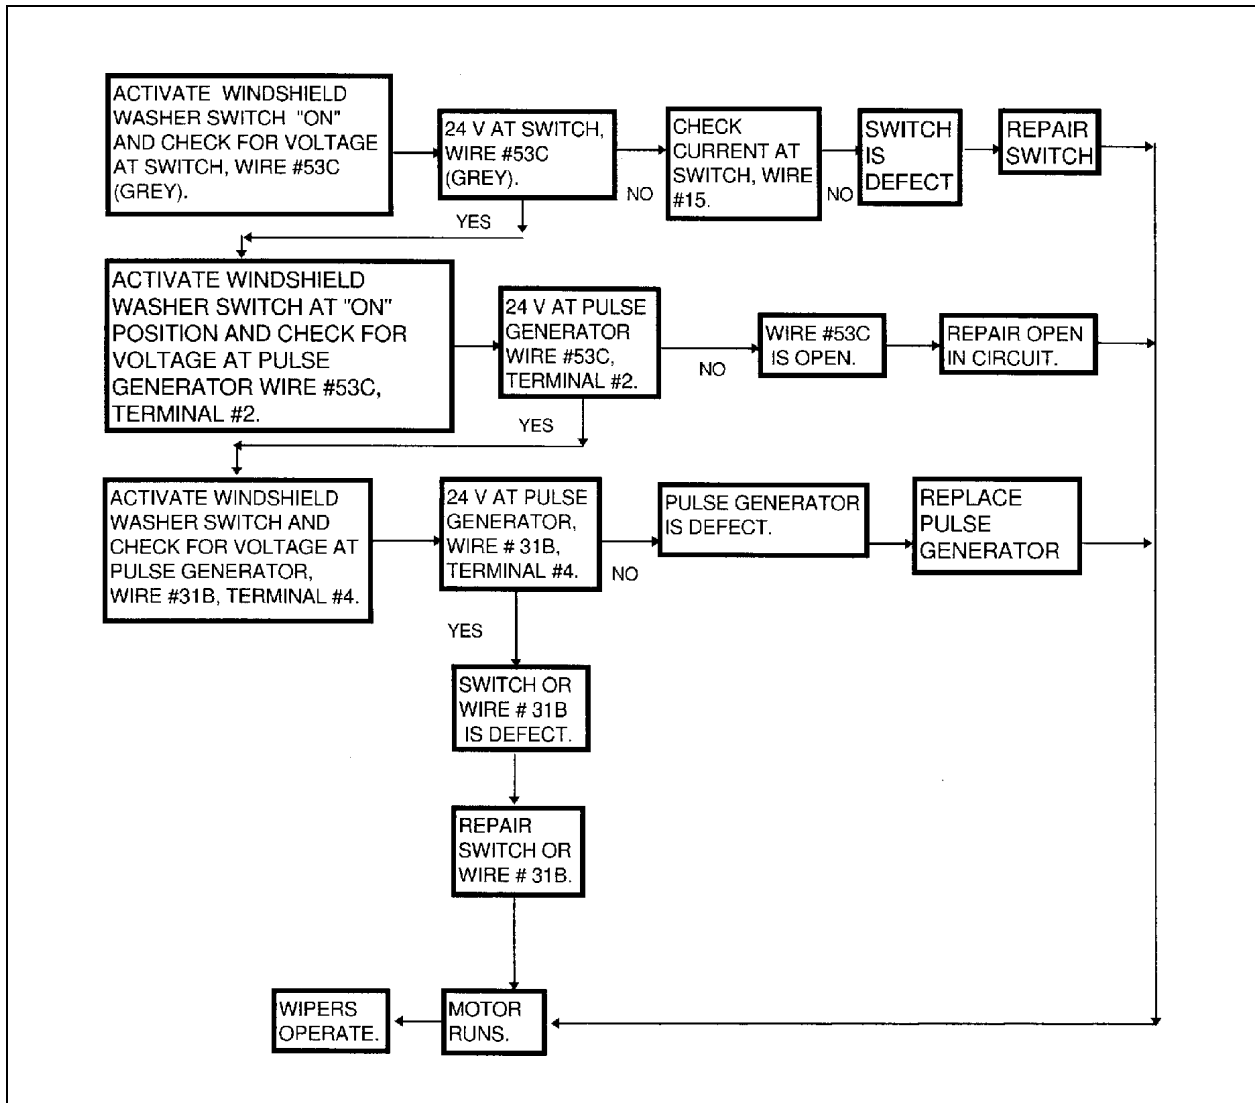 ACTIVATE WINDSHIELD
WASHER SWITCH "ON"
AND CHECK FOR VOLTAGE
AT SWITCH, WIRE #53C
(GREY).
24 V AT SWITCH,
WIRE #53C
(GREY).
NO
CHECK
CURRENT AT
SWITCH, WIRE
#15.
NO
SWITCH
IS
DEFECT
REPAIR
SWITCH
YES
ACTIVATE WINDSHIELD
WASHER SWITCH AT "ON"
POSITION AND CHECK FOR
VOLTAGE AT PULSE
GENERATOR WIRE #53C,
TERMINAL #2.
24 V AT PULSE
GENERATOR
WIRE #53C,
TERMINAL #2.
NO
WIRE #53C
IS OPEN.
REPAIR OPEN
IN CIRCUIT.
YES
ACTIVATE WINDSHIELD
WASHER SWITCH AND
CHECK FOR VOLTAGE AT
PULSE GENERATOR,
WIRE #31B, TERMINAL #4.
24 V AT PULSE
GENERATOR,
WIRE # 31B,
TERMINAL #4.
NO
PULSE GENERATOR
IS DEFECT.
REPLACE
PULSE
GENERATOR
YES
SWITCH OR
WIRE # 31B
IS DEFECT.
REPAIR
SWITCH OR
WIRE # 31B.
WIPERS
OPERATE.
MOTOR
RUNS.